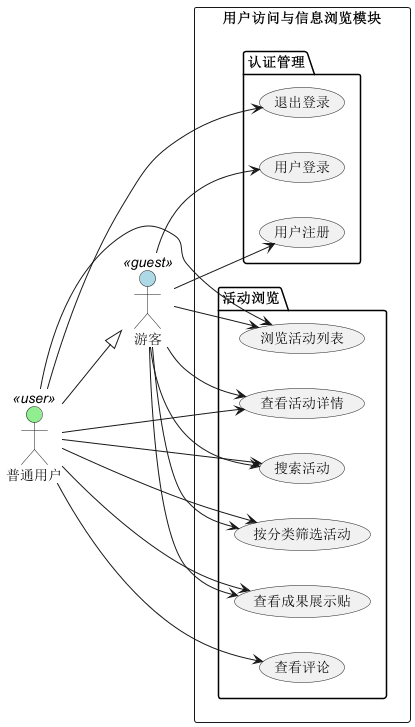 用户访问与信息浏览模块
认证管理
退出登录
用户登录
用户注册
«guest»
游客
活动浏览
浏览活动列表
«user»
普通用户
查看活动详情
搜索活动
按分类筛选活动
查看成果展示贴
查看评论